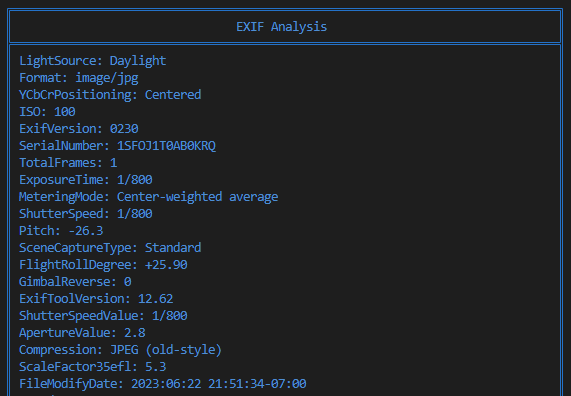 EXIF Analysis
LightSource: Daylight
Format: image/jpg
YCbCrPositioning: Centered
ISO: 100
ExifVersion: 0230
SerialNumber: 1SFOJ1T0AB0KRQ
TotalFrames: 1
ExposureTime: 1/800
MeteringMode: Center-weighted average
ShutterSpeed: 1/800
Pitch: -26.3
SceneCaptureType: Standard
FlightRollDegree: +25.90
GimbalReverse: 0
ExifToolVersion: 12.62
ShutterSpeedValue: 1/800
ApertureValue: 2.8
Compression: JPEG (old-style)
ScaleFactor35efl: 5.3
FileModifyDate: 2023:06:22 21:51:34-07:00